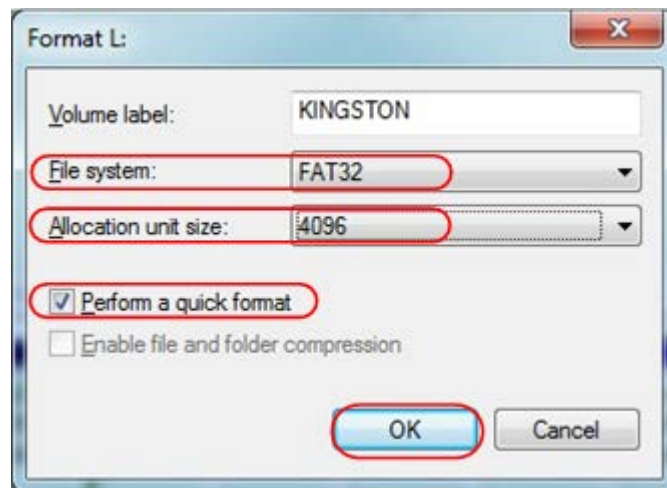 Format L:
Volume label: KINGSTON
File system: FAT32
Allocation unit size: 4096
Perform a quick format
Enable file and folder compression
OK Cancel